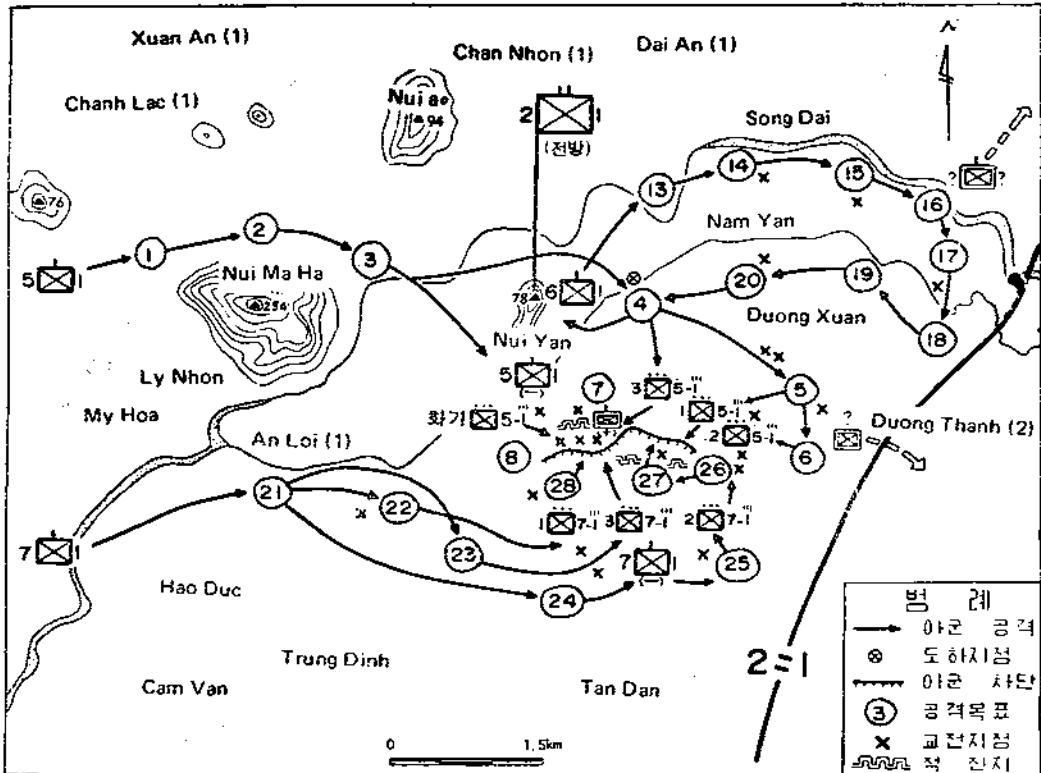 Xuan An (1)
Chan Nhon (1)
Dai An (1)
Chanh Lac (1)
94
2 1
(전방)
Song Dai
13
14
15
16
? ?
76
1
2
3
5 1
Nui Ma Ha
254
Nam Yan
17
78
6 1
20
19
4
18
Duong Xuan
Nui Yan
Ly Nhon
5 1
(—)
7
3 5-1
5
My Hoa
화기 5-1
1 5-1
2 5-1
?
Duong Thanh (2)
An Loi (1)
8
6
28
27
26
21
22
1 7-1
3 7-1
2 7-1
7 1
23
7 1
(—)
25
Hao Duc
24
Trung Dinh
2 = 1
Cam Van
Tan Dan
0 1.5km
범 례
아군 공격
도하지점
아군 차단
3 공격목표
교전지점
적 진지